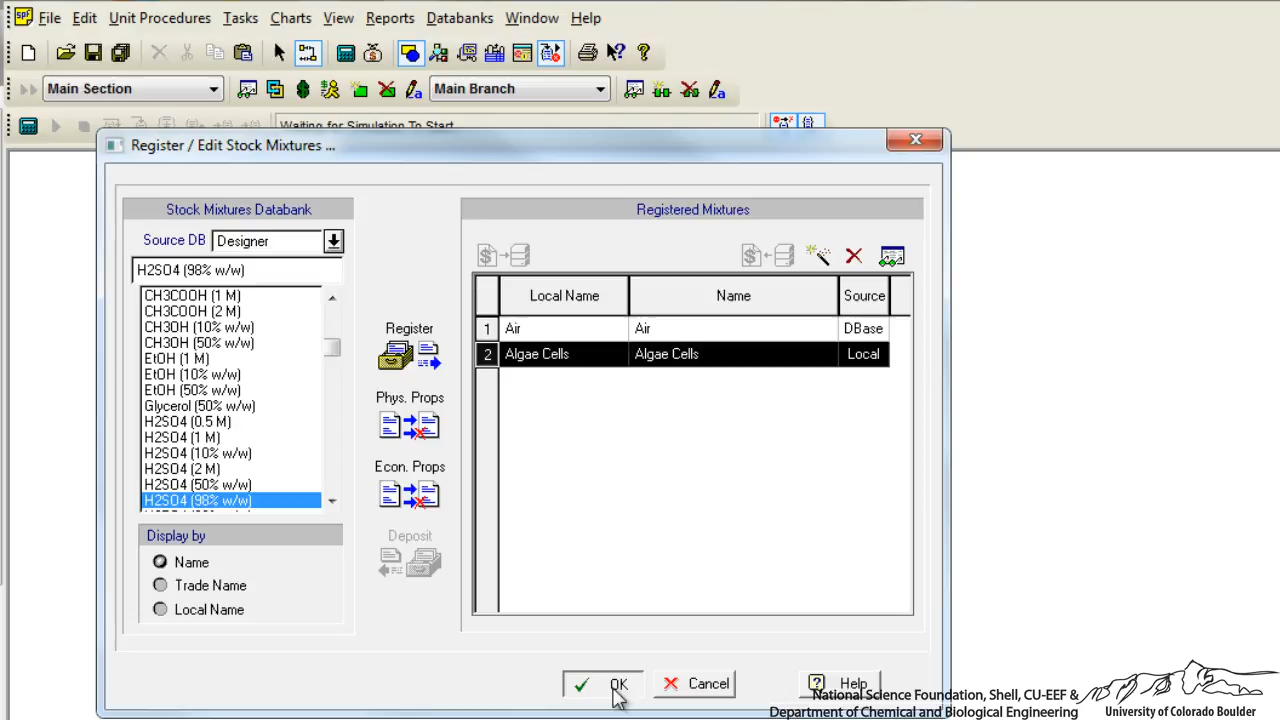 spf File Edit Unit Procedures Tasks Charts View Reports Databanks Window Help
Main Section Main Branch
Waiting for Simulation To Start
Register / Edit Stock Mixtures ...
Stock Mixtures Databank
Source DB Designer
H2SO4 (98% w/w)
CH3COOH (1 M)
CH3COOH (2 M)
CH3OH (10% w/w)
CH3OH (50% w/w)
EtOH (1 M)
EtOH (10% w/w)
EtOH (50% w/w)
Glycerol (50% w/w)
H2SO4 (0.5 M)
H2SO4 (1 M)
H2SO4 (10% w/w)
H2SO4 (2 M)
H2SO4 (50% w/w)
H2SO4 (98% w/w)
Display by
Name
Trade Name
Local Name
Register
Phys. Props
Econ. Props
Deposit
Registered Mixtures
Local Name Name Source
1 Air Air DBase
2 Algae Cells Algae Cells Local
OK Cancel Help
National Science Foundation, Shell, CU-EEF &
Department of Chemical and Biological Engineering
University of Colorado Boulder